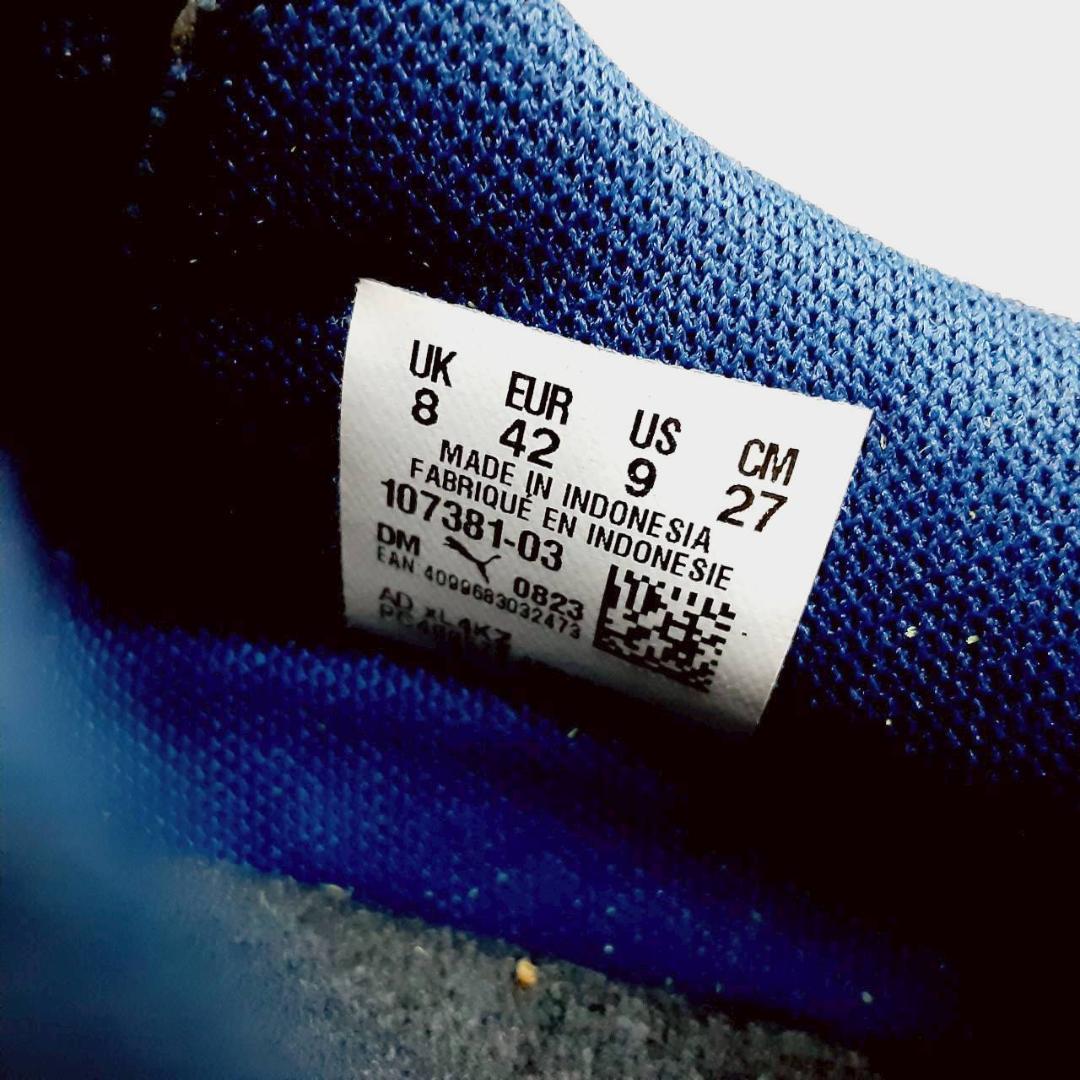 UK EUR US CM
8 42 9 27
MADE IN INDONESIA
FABRIQUÉ EN INDONESIE
107381-03
DM 0823
EAN 4099683032473
AD